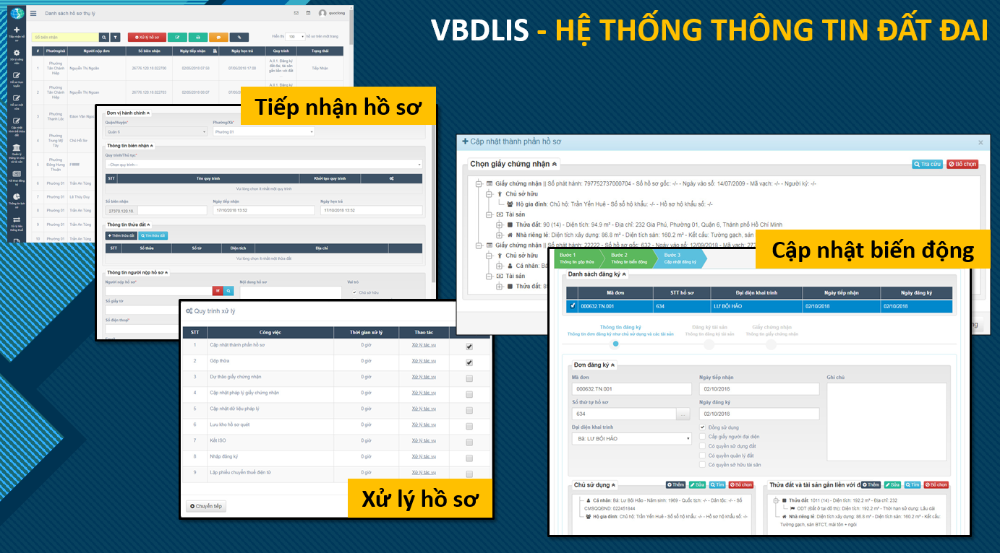 VBDLIS - HỆ THỐNG THÔNG TIN ĐẤT ĐAI
Danh sách hồ sơ thụ lý
quoclong
Tiếp nhận hồ sơ
Số biên nhận
Xử lý hồ sơ
Hiển thị 100 hồ sơ trên một trang
# Phường/xã Người nộp đơn Số biên nhận Ngày tiếp nhận Ngày hẹn trả Quy trình Trạng thái
1 Phường Tân Chánh Hiệp Nguyễn Thị Nguân 26776.120.18.022700 02/05/2018 07:56 07/05/2018 17:00 A.II.1. Đăng ký đất đai, tài sản gắn liền với đất Tiếp Nhận
2 Phường Tân Chánh Hiệp Nguyễn Thị Ngoan 26776.120.18.022703 02/05/2018 08:07
A.II.1. Đăng ký
3 Phường Thạnh Lộc Đàm Văn Ngọc
4 Phường Trung Mỹ Tây Chủ Hồ Sơ
5 Phường Đông Hưng Thuận
6 Phường 01 Trần An Tùng
7 Phường 01 Lê Thúy Duy
8 Phường 01 Trần An Tùng
9 Phường 01 Trần An Tùng
10 Phường 01 Trần An Tùng
Tiếp nhận hồ sơ
Đơn vị hành chính
Quận/Huyện* Phường/Xã*
Quận 6 Phường 01
Thông tin biên nhận
Quy trình/Thủ tục*
--Chọn quy trình---
STT Tên quy trình Khởi tạo quy trình
Vui lòng chọn ít nhất một quy trình
Số biên nhận Ngày tiếp nhận Ngày hẹn trả
27370.120.18. 17/10/2018 13:52 17/10/2018 13:52
Thông tin thửa đất
Thêm thửa đất Tìm thửa đất
STT Số thửa Số tờ Diện tích Địa chỉ
Vui lòng chọn ít nhất một thửa đất
Thông tin người nộp hồ sơ
Người nộp hồ sơ* Nội dung hồ sơ Vai trò
Chủ sở hữu
Số giấy tờ
Số điện thoại*
Email
Quy trình xử lý
STT Công việc Thời gian xử lý Thao tác
1 Cập nhật thành phần hồ sơ 0 giờ Xử lý tác vụ
2 Gộp thửa 0 giờ Xử lý tác vụ
3 Dự thảo giấy chứng nhận 0 giờ Xử lý tác vụ
4 Cập nhật pháp lý giấy chứng nhận 0 giờ Xử lý tác vụ
5 Cập nhật dữ liệu pháp lý 0 giờ Xử lý tác vụ
6 Lưu kho hồ sơ quét 0 giờ Xử lý tác vụ
7 Kết ISO 0 giờ Xử lý tác vụ
8 Nhập đăng ký 0 giờ Xử lý tác vụ
9 Lập phiếu chuyển thuế điện tử 0 giờ Xử lý tác vụ
Chuyển tiếp
Xử lý hồ sơ
Cập nhật thành phần hồ sơ
Chọn giấy chứng nhận
Tra cứu Bỏ chọn
Giấy chứng nhận || Số phát hành: 797752737000704 - Số hồ sơ gốc: -/- - Ngày vào sổ: 14/07/2009 - Mã vạch: -/- - Người ký: -/-
Chủ sở hữu
Hộ gia đình: Chủ hộ: Trần Yến Huê - Số sổ hộ khẩu: -/- - Hồ sơ hộ khẩu số: -/-
Tài sản
Thửa đất: 90 (14) - Diện tích: 94.9 m² - Địa chỉ: 232 Gia Phú, Phường 01, Quận 6, Thành phố Hồ Chí Minh
Nhà riêng lẻ: Diện tích xây dựng: 86.8 m² - Diện tích sàn: 160.2 m² - Kết cấu: Tường gạch, sàn
Giấy chứng nhận || Số phát hành: 22222 - Số hồ sơ gốc: 632 - Ngày vào sổ: 12/09/2018 - Mã vạch: 273
Chủ sở hữu
Cá nhân: Bà
Tài sản
Thửa đất: 8
Cập nhật biến động
Bước 1 Bước 2 Bước 3
Thông tin gộp thửa Thông tin biến động Cập nhật đăng ký
Danh sách đăng ký
Mã đơn STT hồ sơ Đại diện khai trình Ngày tiếp nhận Ngày đăng ký
000632.TN.001 634 LƯ BỘI HẢO 02/10/2018 02/10/2018
Thông tin đăng ký Đăng ký tài sản Giấy chứng nhận
Thông tin đơn đăng ký như chủ sử dụng và các tài sản Thông tin đăng ký tài sản Thông tin giấy chứng nhận
Đơn đăng ký
Mã đơn Ngày tiếp nhận Ghi chú
000632.TN.001 02/10/2018
Số thứ tự hồ sơ Ngày đăng ký
634 ... 02/10/2018
Đại diện khai trình Đồng sử dụng
Bà: LƯ BỘI HẢO Cấp giấy người đại diện
Có quyền sử dụng đất
Có quyền quản lý đất
Có quyền sở hữu tài sản
Chủ sử dụng Thêm Sửa Tìm Bỏ chọn
Cá nhân: Bà: Lư Bội Hảo - Năm sinh: 1969 - Quốc tịch: -/- - Dân tộc: -/- - Số
CMSQQĐND: 022451844
Hộ gia đình: Chủ hộ: Trần Yến Huê - Số sổ hộ khẩu: -/- - Hồ sơ hộ khẩu số: -/-
Thửa đất và tài sản gắn liền với đ Thêm Sửa Tìm Bỏ chọn
Thửa đất: 1011 (14) - Diện tích: 192.2 m² - Địa chỉ: 232
ODT (Đất ở tại đô thị): Diện tích: 192.2 m² - Thời hạn sử dụng: Lâu dài
Nhà riêng lẻ: Diện tích xây dựng: 86.8 m² - Diện tích sàn: 160.2 m² - Kết cấu:
Tường gạch, sàn BTCT, mái tôn + ngói